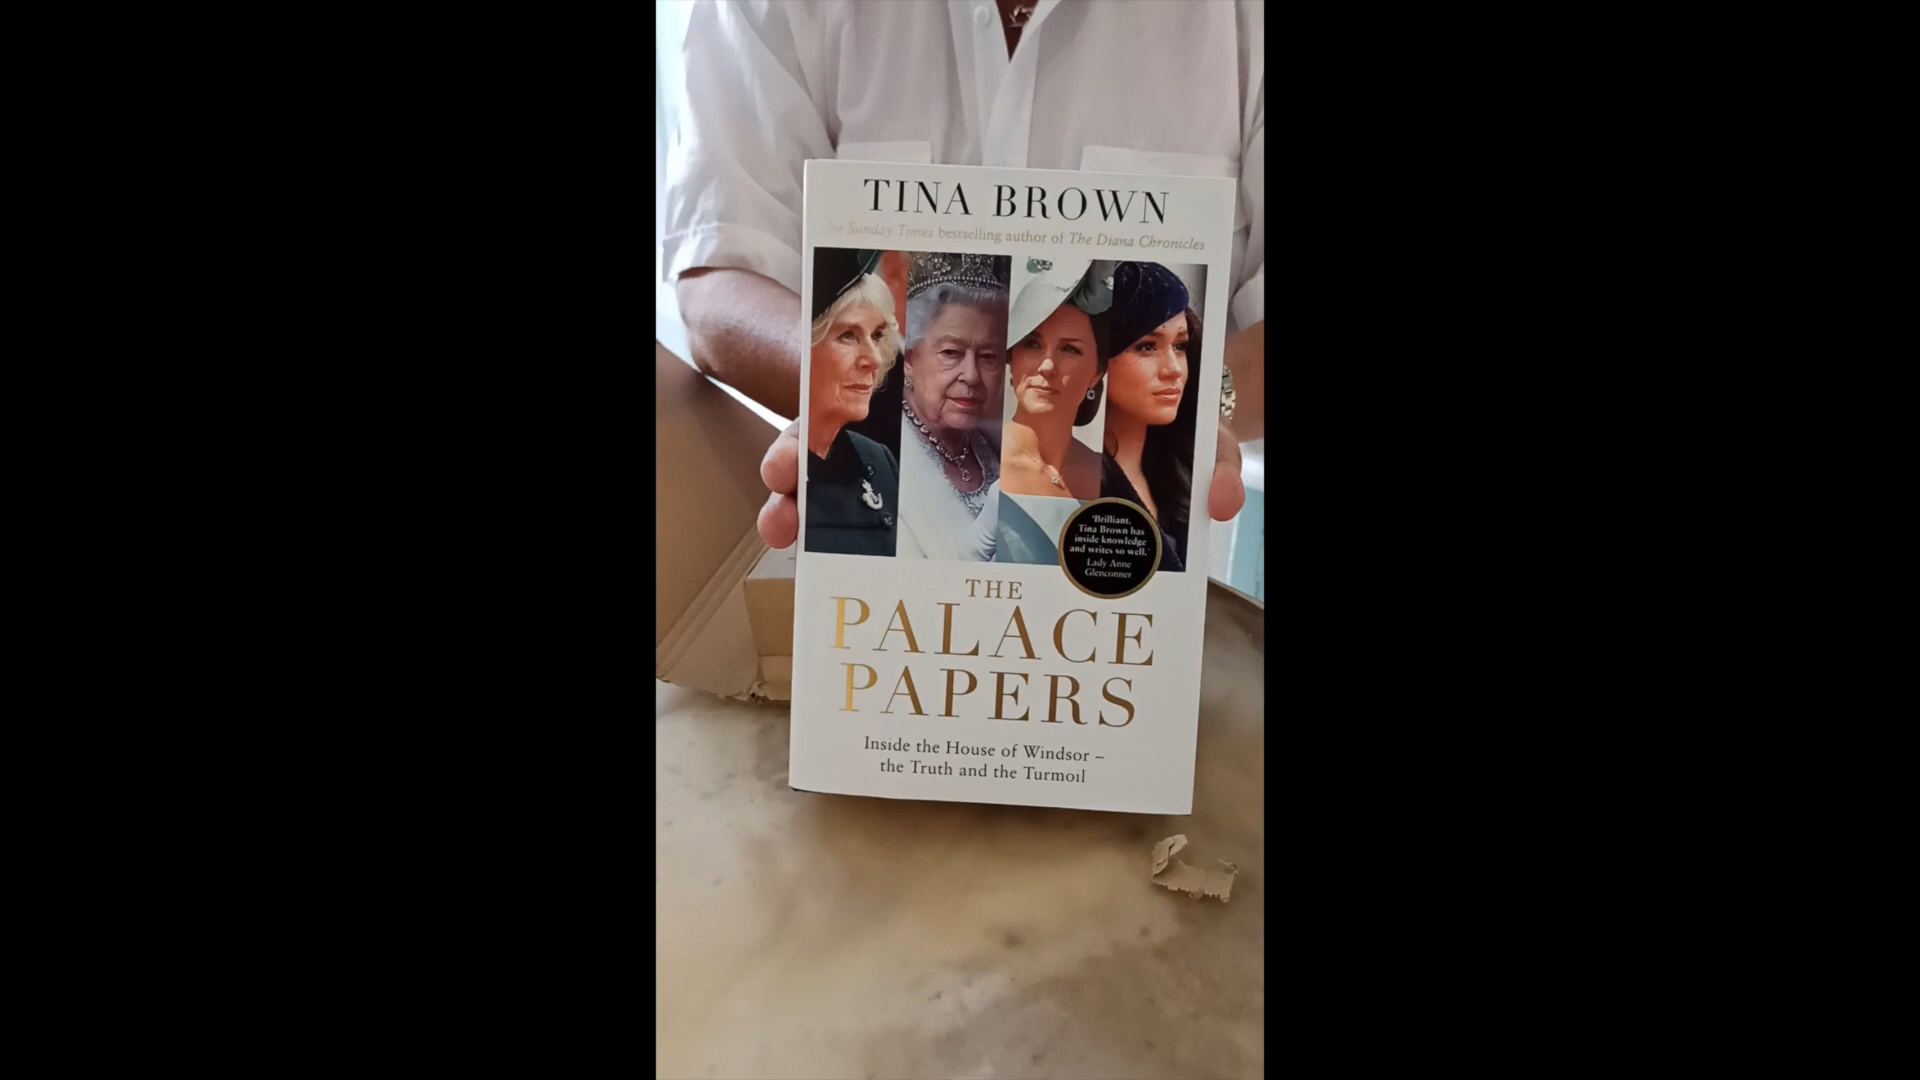 TINA BROWN
The Sunday Times bestselling author of The Diana Chronicles
'Brilliant.
Tina Brown has
inside knowledge
and writes so well.'
Lady Anne
Glenconner
THE
PALACE
PAPERS
Inside the House of Windsor –
the Truth and the Turmoil